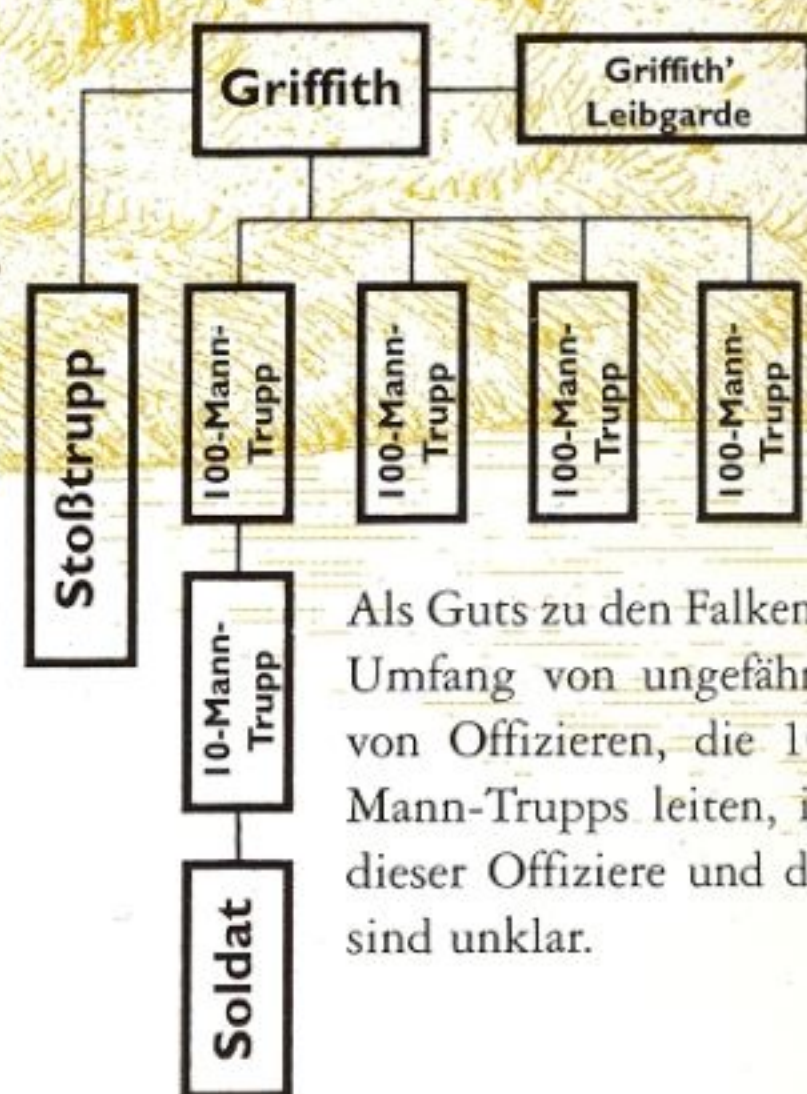 Griffith
Griffith’
Leibgarde
Stoßtrupp
100-Mann-
Trupp
100-Mann-
Trupp
100-Mann-
Trupp
100-Mann-
Trupp
10-Mann-
Trupp
Soldat
Als Guts zu den Falken
Umfang von ungefähr
von Offizieren, die
Mann-Trupps leiten,
dieser Offiziere und
sind unklar.